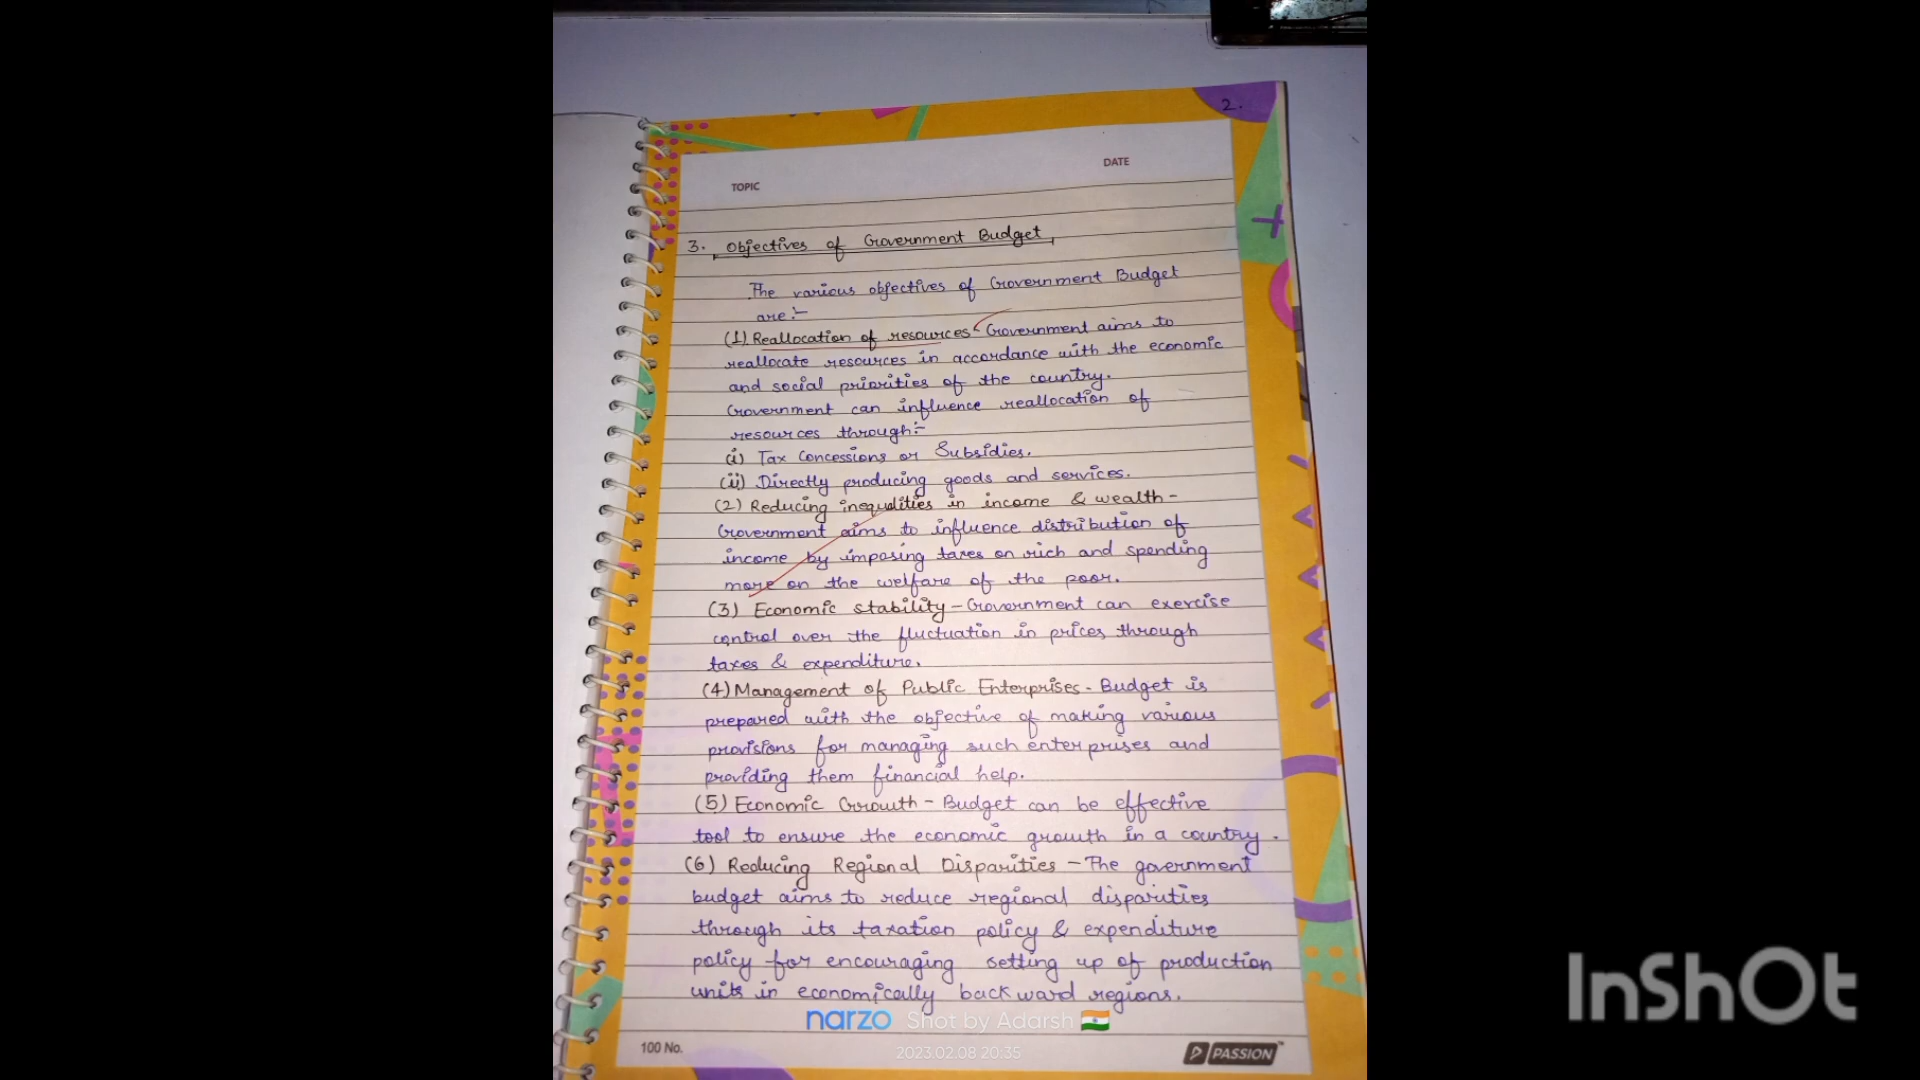 2.
TOPIC
DATE
3. Objectives of Government Budget
The various objectives of Government Budget
are:-
(1) Reallocation of resources - Government aims to
reallocate resources in accordance with the economic
and social priorities of the country.
Government can influence reallocation of
resources through:-
(i) Tax Concessions or Subsidies.
(ii) Directly producing goods and services.
(2) Reducing inequalities in income & wealth -
Government aims to influence distribution of
income by imposing taxes on rich and spending
more on the welfare of the poor.
(3) Economic stability - Government can exercise
control over the fluctuation in prices through
taxes & expenditure.
(4) Management of Public Enterprises - Budget is
prepared with the objective of making various
provisions for managing such enterprises and
providing them financial help.
(5) Economic Growth - Budget can be effective
tool to ensure the economic growth in a country.
(6) Reducing Regional Disparities - The government
budget aims to reduce regional disparities
through its taxation policy & expenditure
policy for encouraging setting up of production
units in economically backward regions.
narzo Shot by Adarsh
2023.02.08 20:35
100 No.
PASSION
InShOt